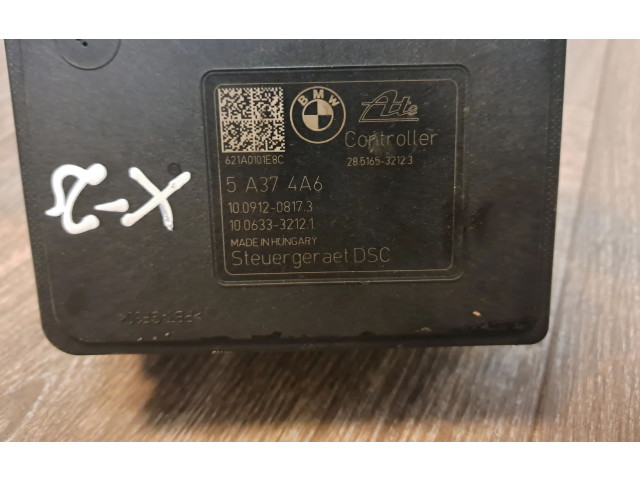 BMW
Ate
Controller
621A0101E8C
28.5165-3212.3
5 A37 4A6
10.0912-0817.3
10.0633-3212.1
MADE IN HUNGARY
Steuergeraet DSC
X-2